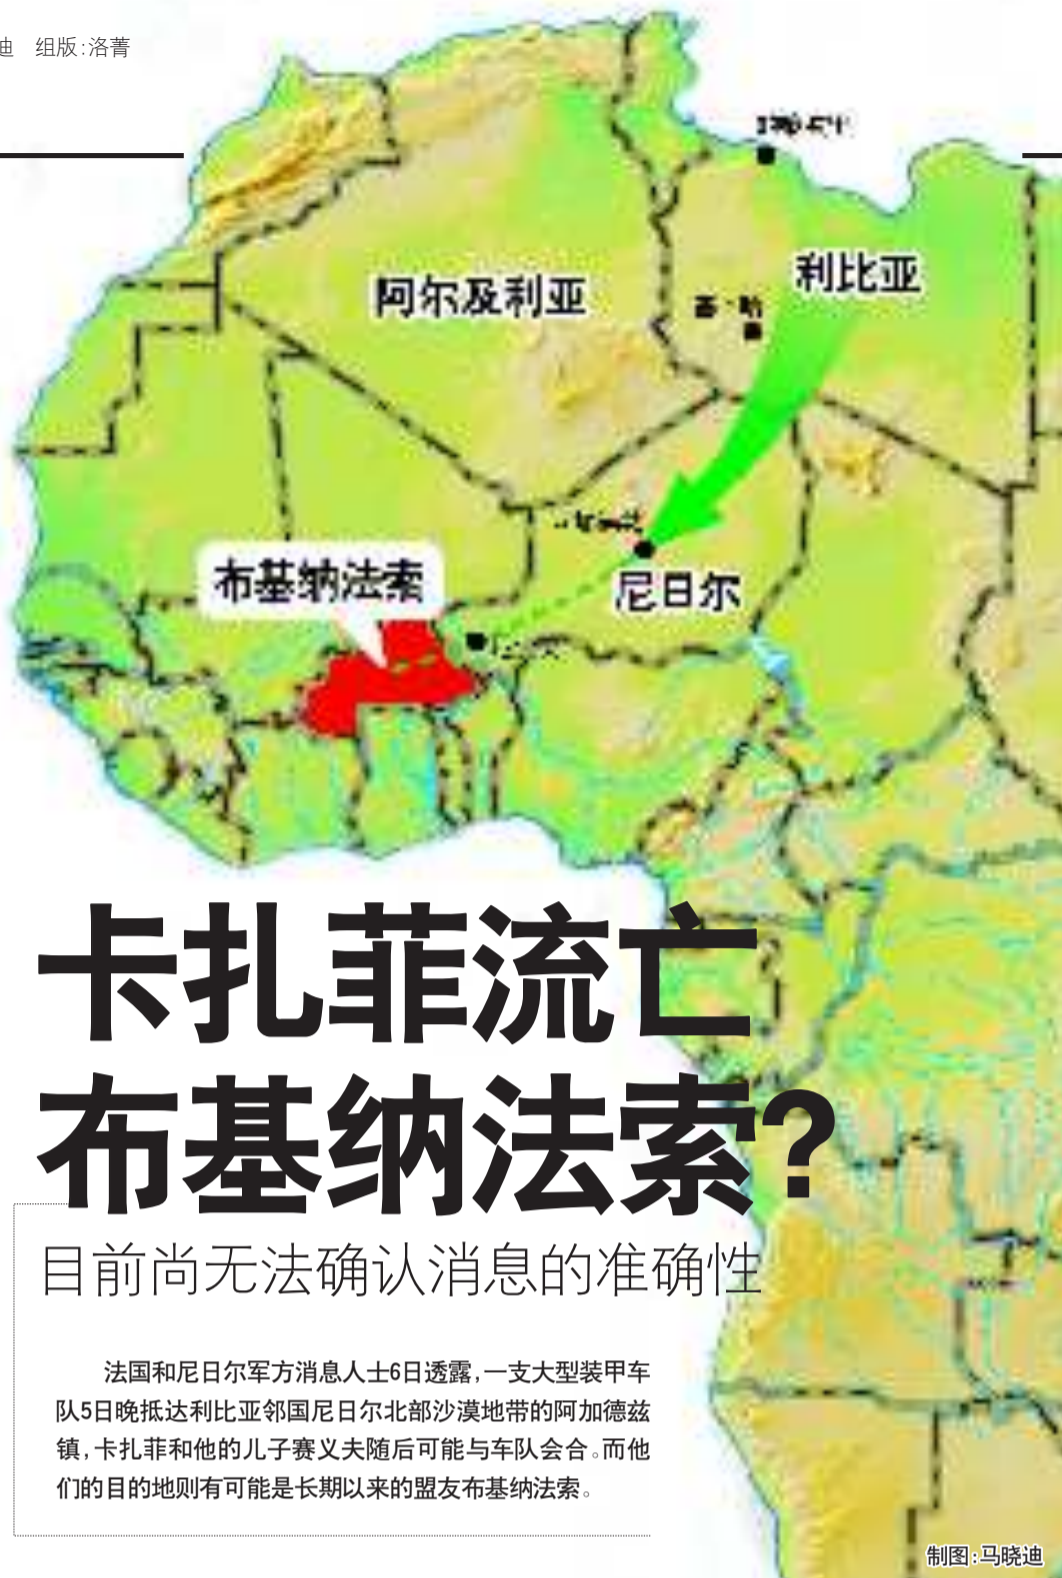 迪 组版:洛菁
阿尔及利亚
利比亚
布基纳法索
尼日尔
卡扎菲流亡
布基纳法索?
目前尚无法确认消息的准确性
法国和尼日尔军方消息人士6日透露,一支大型装甲车
队5日晚抵达利比亚邻国尼日尔北部沙漠地带的阿加德兹
镇,卡扎菲和他的儿子赛义夫随后可能与车队会合。而他
们的目的地则有可能是长期以来的盟友布基纳法索。
制图:马晓迪